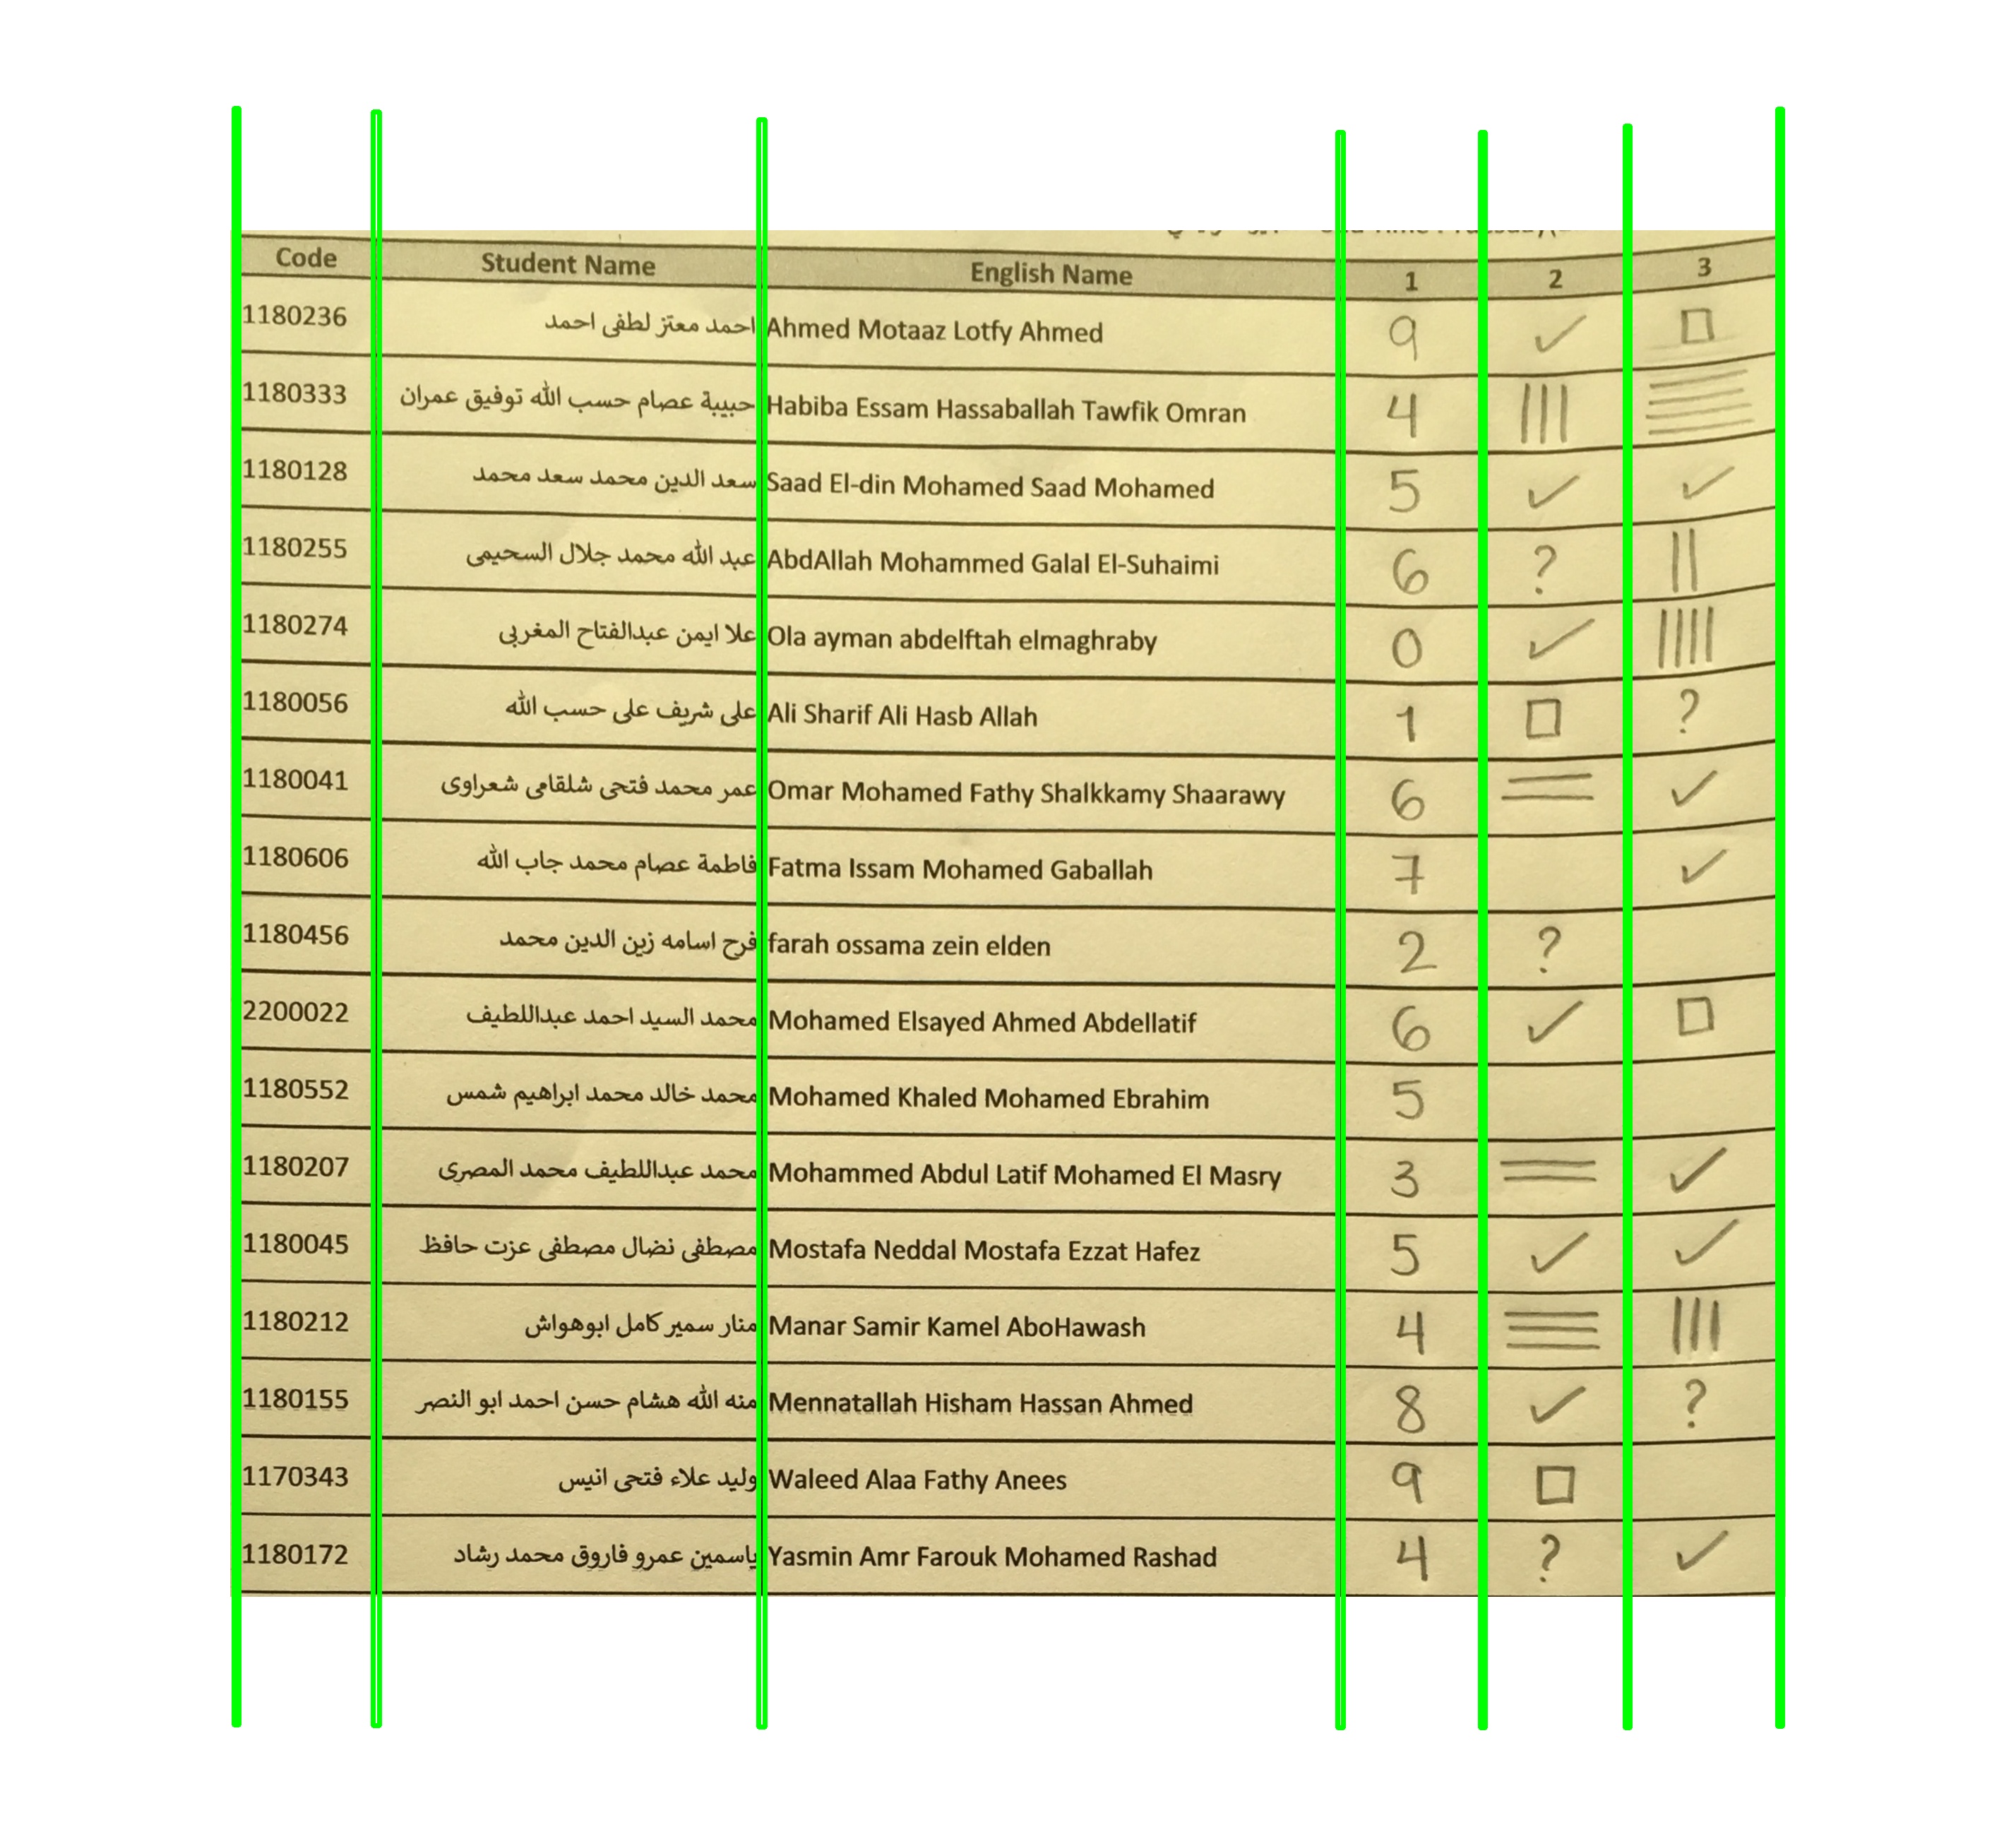 Code Student Name English Name 1 2 3
1180236 احمد معتز لطفى احمد Ahmed Motaaz Lotfy Ahmed 9 ✓ □
1180333 حبيبة عصام حسب الله توفيق عمران Habiba Essam Hassaballah Tawfik Omran 4 |||
1180128 سعد الدين محمد سعد محمد Saad El-din Mohamed Saad Mohamed 5 ✓ ✓
1180255 عبد الله محمد جلال السحيمى AbdAllah Mohammed Galal El-Suhaimi 6 ? ||
1180274 علا ايمن عبدالفتاح المغربى Ola ayman abdelftah elmaghraby 0 ✓ ||||
1180056 على شريف على حسب الله Ali Sharif Ali Hasb Allah 1 □ ?
1180041 عمر محمد فتحى شلقامى شعراوى Omar Mohamed Fathy Shalkkamy Shaarawy 6 = ✓
1180606 فاطمة عصام محمد جاب الله Fatma Issam Mohamed Gaballah 7 ✓
1180456 فرح اسامه زين الدين محمد farah ossama zein elden 2 ?
2200022 محمد السيد احمد عبداللطيف Mohamed Elsayed Ahmed Abdellatif 6 ✓ □
1180552 محمد خالد محمد ابراهيم شمس Mohamed Khaled Mohamed Ebrahim 5
1180207 محمد عبداللطيف محمد المصرى Mohammed Abdul Latif Mohamed El Masry 3 = ✓
1180045 مصطفى نضال مصطفى عزت حافظ Mostafa Neddal Mostafa Ezzat Hafez 5 ✓ ✓
1180212 منار سمير كامل ابوهواش Manar Samir Kamel AboHawash 4 ≡ |||
1180155 منه الله هشام حسن احمد ابو النصر Mennatallah Hisham Hassan Ahmed 8 ✓ ?
1170343 وليد علاء فتحى انيس Waleed Alaa Fathy Anees 9 □
1180172 ياسمين عمرو فاروق محمد رشاد Yasmin Amr Farouk Mohamed Rashad 4 ? ✓